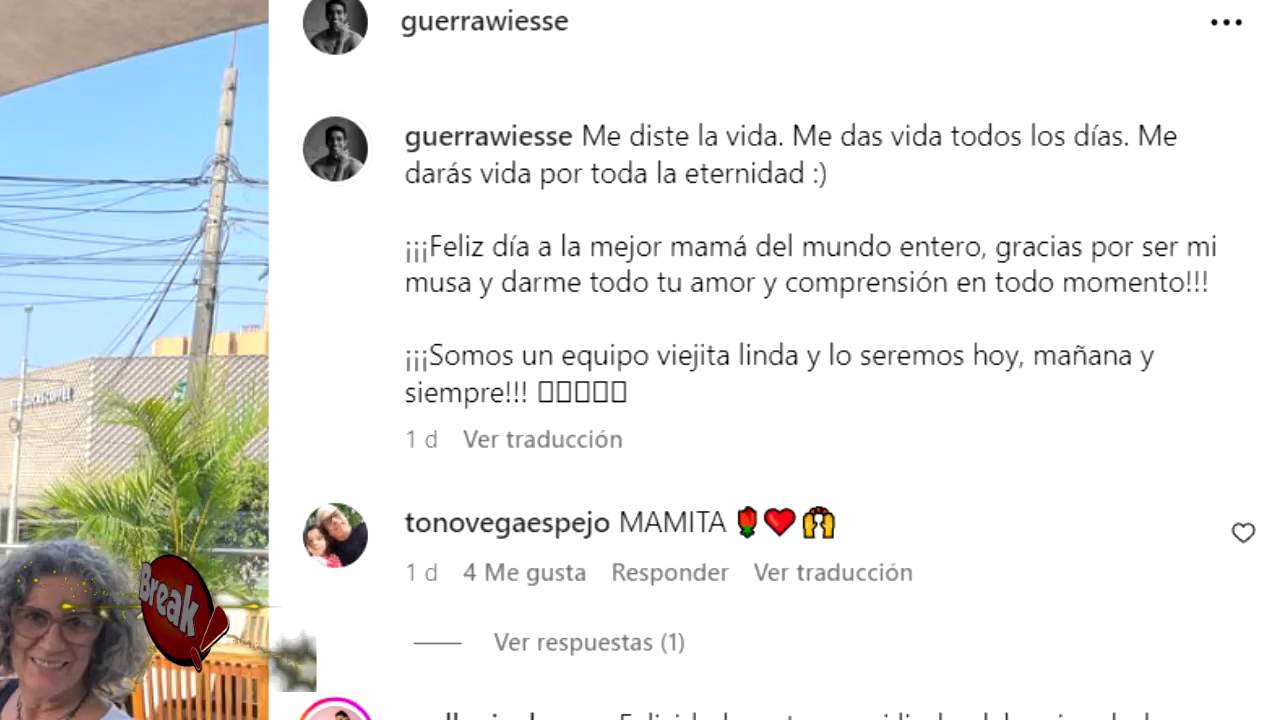 guerrawiesse
guerrawiesse Me diste la vida. Me das vida todos los días. Me
darás vida por toda la eternidad :)
¡¡¡Feliz día a la mejor mamá del mundo entero, gracias por ser mi
musa y darme todo tu amor y comprensión en todo momento!!!
¡¡¡Somos un equipo viejita linda y lo seremos hoy, mañana y
siempre!!!
1 d Ver traducción
tonovegaespejo MAMITA 🌹❤️🙌
1 d 4 Me gusta Responder Ver traducción
Ver respuestas (1)
Break